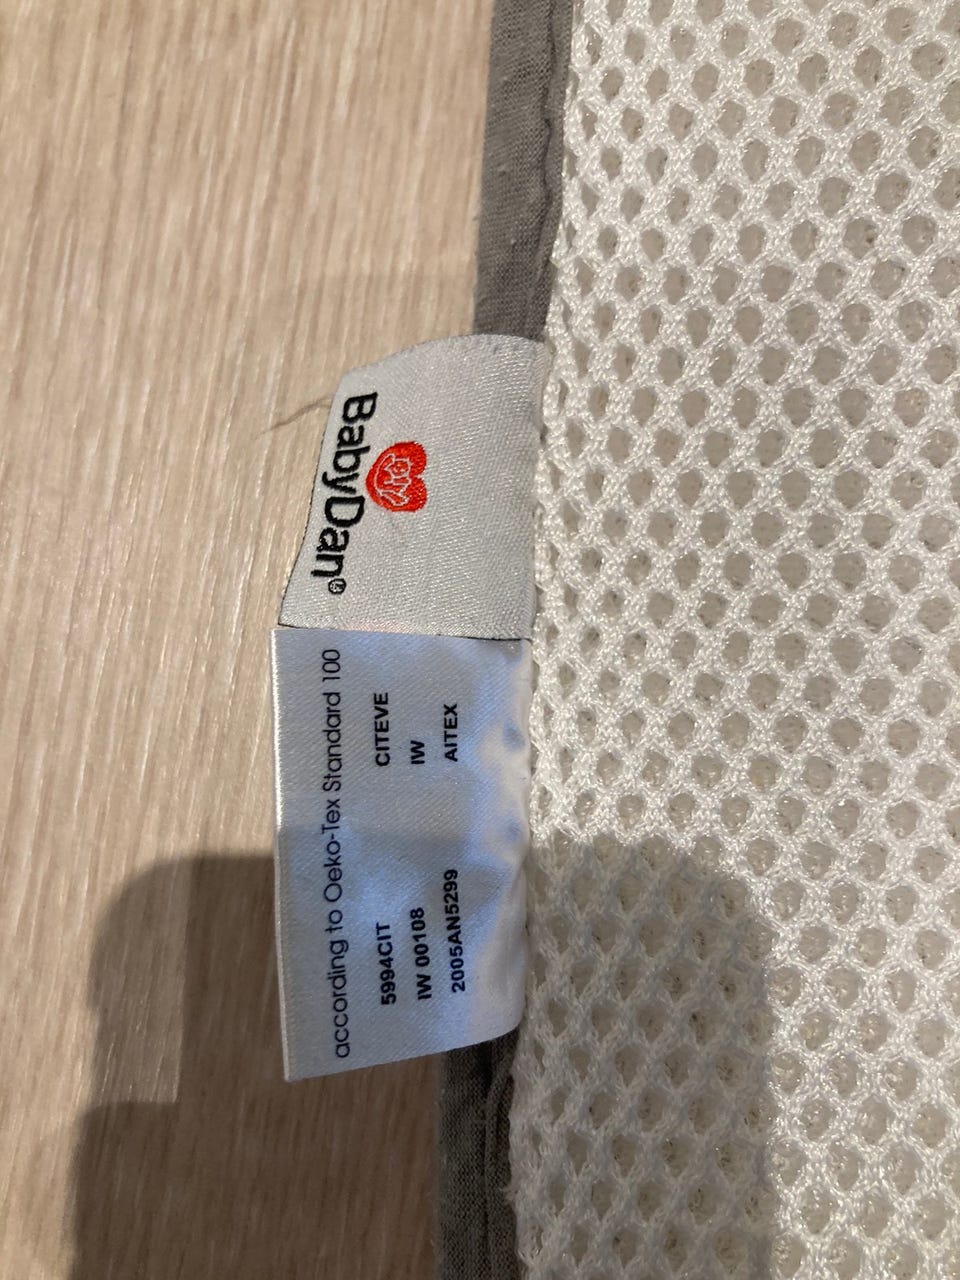 BabyDan®
according to Oeko-Tex Standard 100
5994CIT CITEVE
IW 00108 IW
2005AN5299 AITEX